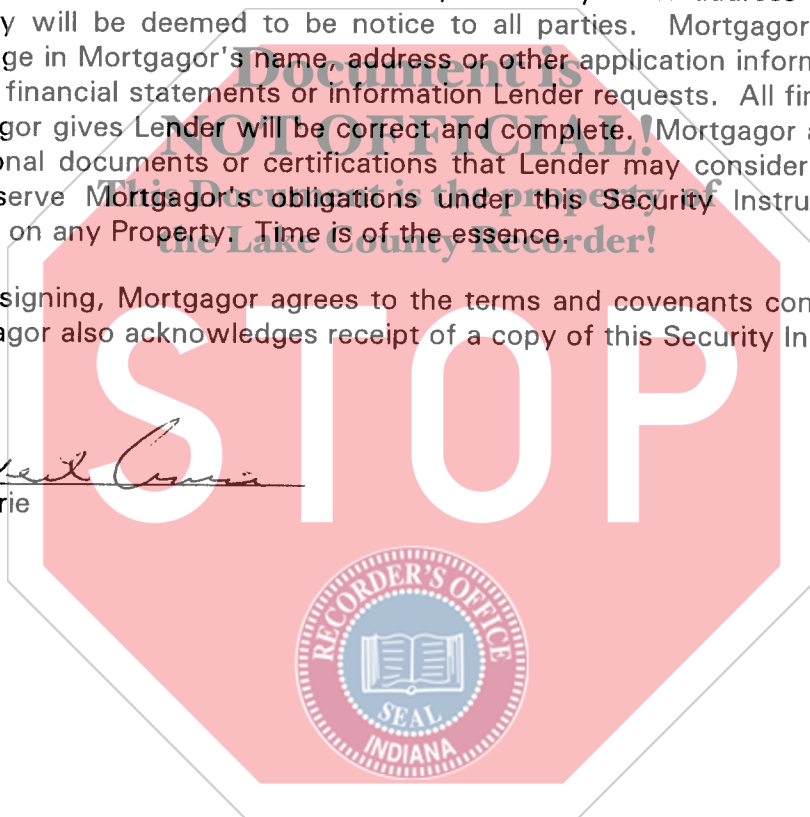 y will be deemed to be notice to all parties. Mortgagor
ge in Mortgagor's name, address or other application inform
financial statements or information Lender requests. All fin
gor gives Lender will be correct and complete. Mortgagor a
onal documents or certifications that Lender may consider
serve Mortgagor's obligations under this Security Instru
on any Property. Time is of the essence.
Document is
NOT OFFICIAL!
This Document is the property of
the Lake County Recorder!
signing, Mortgagor agrees to the terms and covenants con
agor also acknowledges receipt of a copy of this Security In
STOP
rie
RECORDER'S OFFICE
SEAL
INDIANA